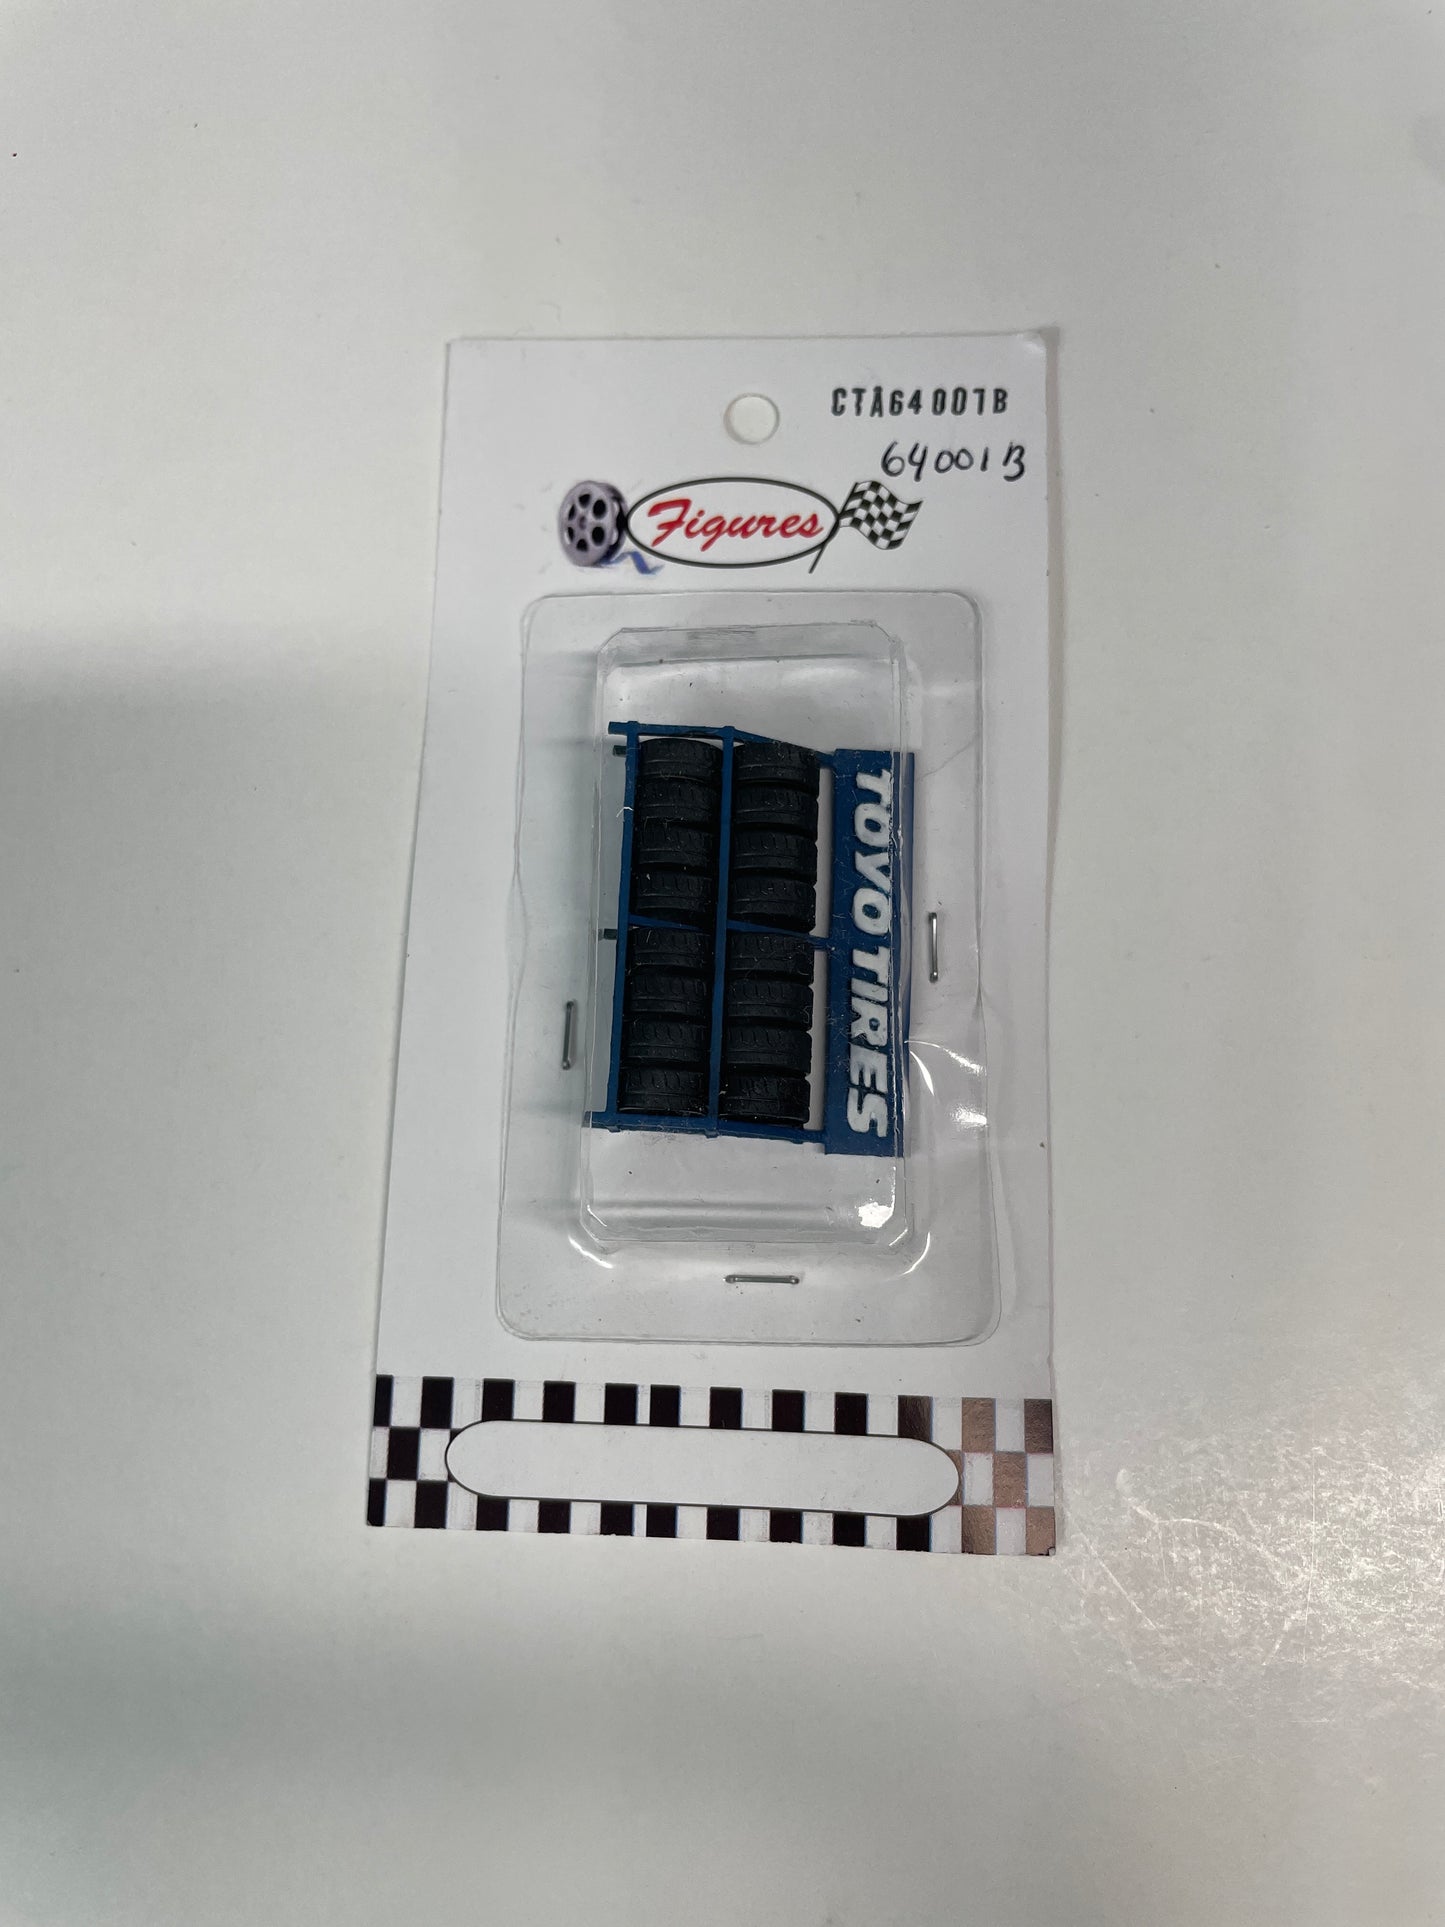 CTA64001B
64001B
Figures
TOYO TIRES